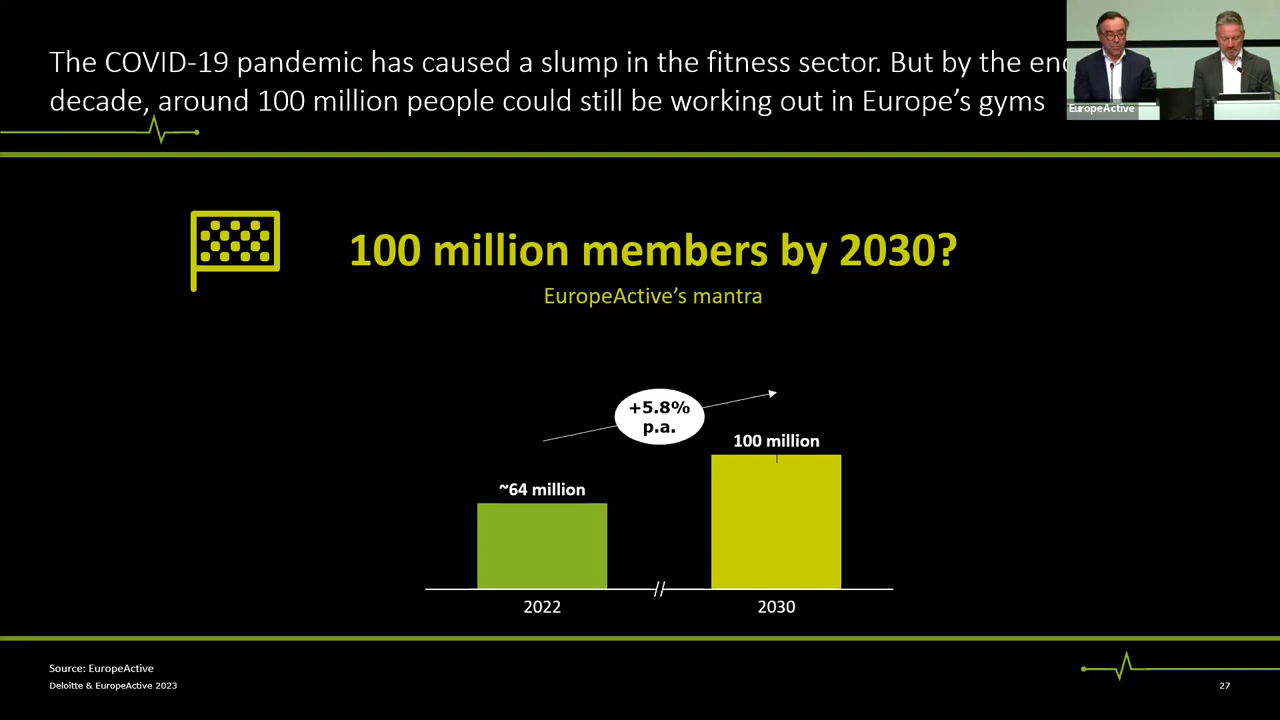 The COVID-19 pandemic has caused a slump in the fitness sector. But by the
decade, around 100 million people could still be working out in Europe’s gyms
EuropeActive
100 million members by 2030?
EuropeActive’s mantra
+5.8%
p.a.
100 million
~64 million
2022
2030
Source: EuropeActive
Deloitte & EuropeActive 2023
27